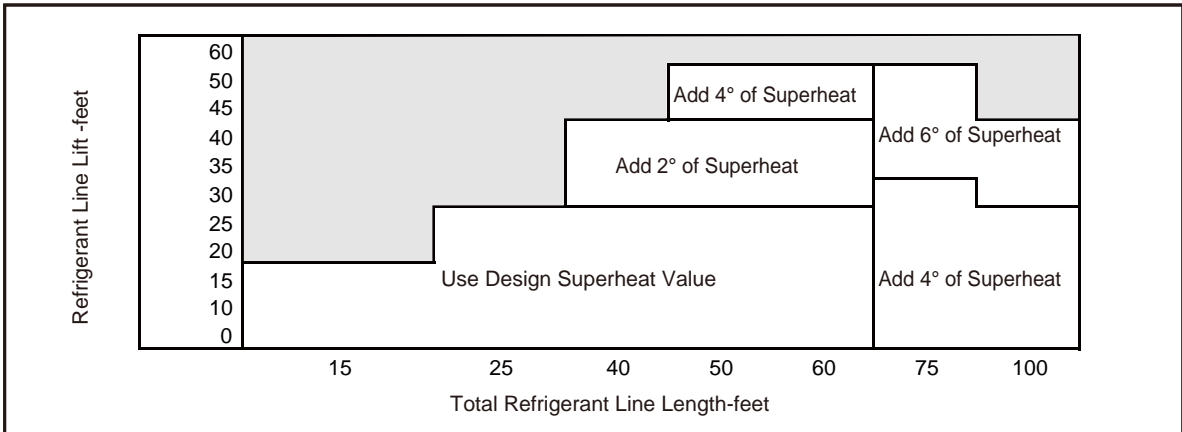 Refrigerant Line Lift -feet
60
50
45
40
35
30
25
20
15
10
0
Add 4° of Superheat
Add 6° of Superheat
Add 2° of Superheat
Use Design Superheat Value
Add 4° of Superheat
15 25 40 50 60 75 100
Total Refrigerant Line Length-feet